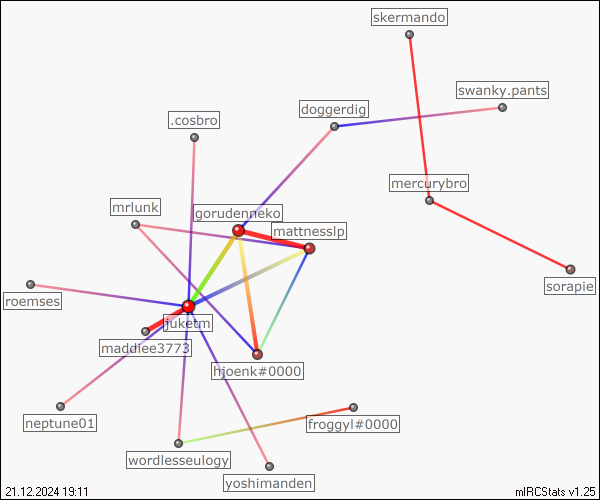 skermando
swanky.pants
doggerdig
.cosbro
mercurybro
mrlunk
gorudenneko
mattnesslp
sorapie
roemses
juketm
maddiee3773
hjoenk#0000
neptune01
froggyl#0000
wordlesseulogy
yoshimanden
21.12.2024 19:11
mIRCStats v1.25